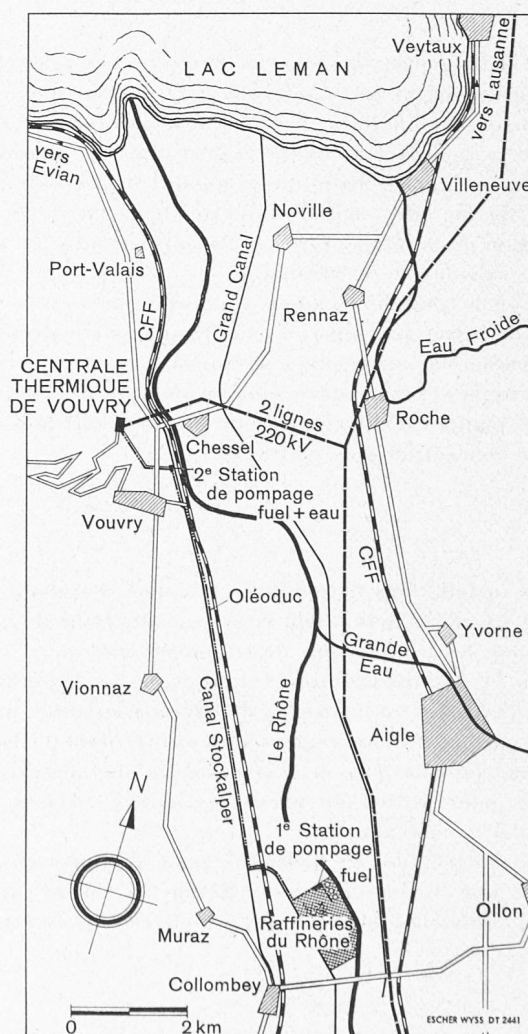 Veytaux
LAC LEMAN
vers Lausanne
vers
Evian
Villeneuve
Noville
Port-Valais
Grand Canal
CFF
Rennaz
Eau Froide
CENTRALE
THERMIQUE
DE VOUVRY
2 lignes
220 kV
Roche
Chessel
2e Station
de pompage
fuel + eau
Vouvry
CFF
Oléoduc
Yvorne
Grande
Eau
Vionnaz
Canal Stockalper
Le Rhône
Aigle
N
1e Station
de pompage
fuel
Ollon
Raffineries
du Rhône
Muraz
Collombey
0 2 km
ESCHER WYSS DT 2441